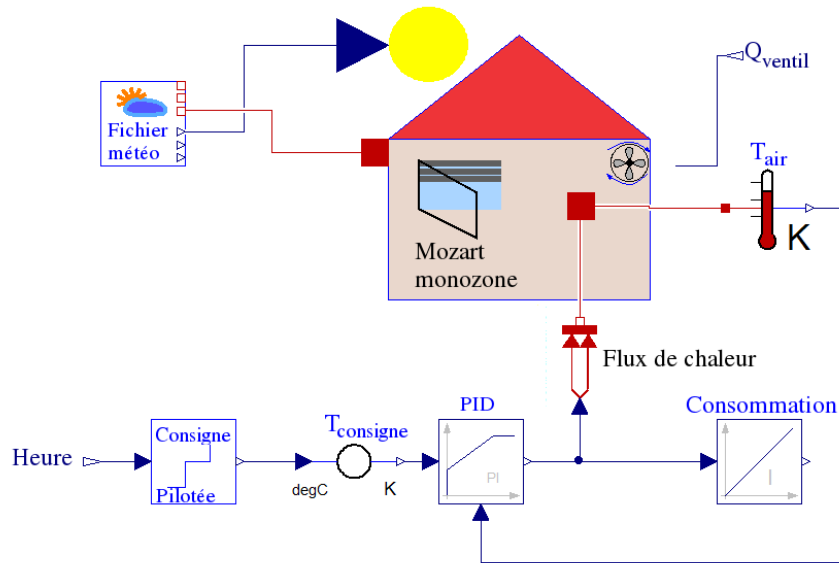 Q_ventil
Fichier
météo
T_air
K
Mozart
monozone
Flux de chaleur
PID
Consommation
T_consigne
Consigne
Heure
Pilotée
degC
K
PI
I